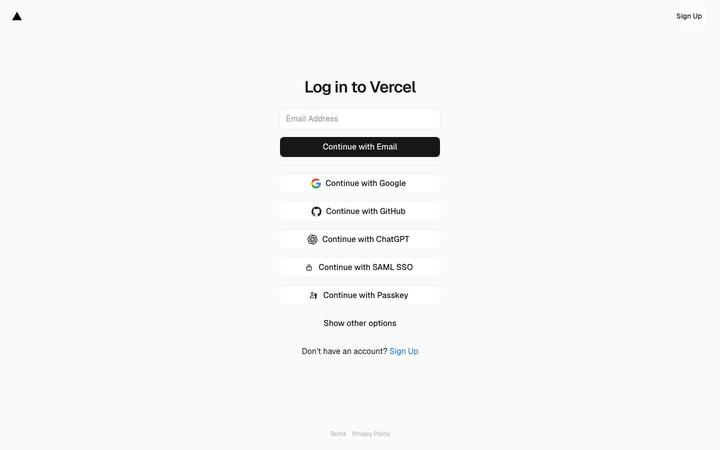 Sign Up
Log in to Vercel
Email Address
Continue with Email
Continue with Google
Continue with GitHub
Continue with ChatGPT
Continue with SAML SSO
Continue with Passkey
Show other options
Don't have an account? Sign Up
Terms Privacy Policy